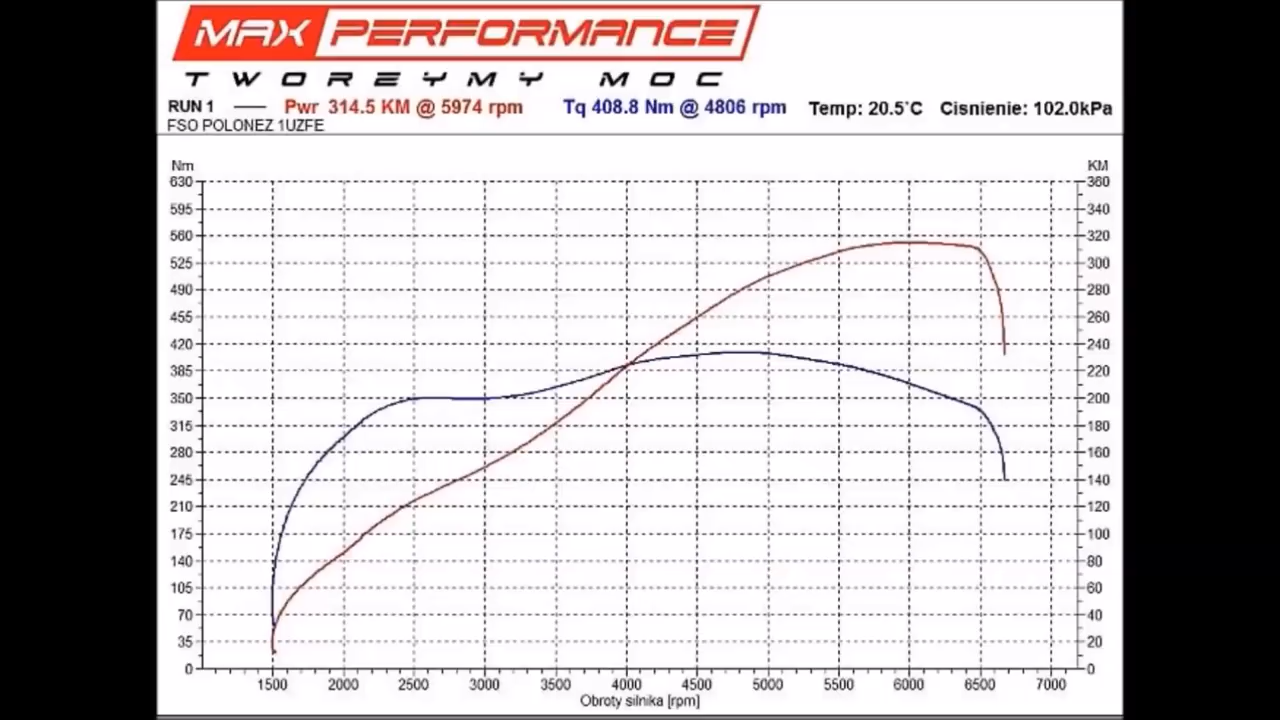 MAX PERFORMANCE
TWORZYMY MOC
RUN 1 Pwr 314.5 KM @ 5974 rpm Tq 408.8 Nm @ 4806 rpm Temp: 20.5°C Cisnienie: 102.0kPa
FSO POLONEZ 1UZFE
Nm KM
630 360
595 340
560 320
525 300
490 280
455 260
420 240
385 220
350 200
315 180
280 160
245 140
210 120
175 100
140 80
105 60
70 40
35 20
0 0
1500 2000 2500 3000 3500 4000 4500 5000 5500 6000 6500 7000
Obroty silnika [rpm]